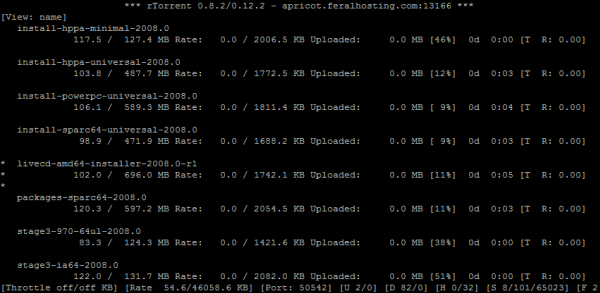 *** rTorrent 0.8.2/0.12.2 - apricot.feralhosting.com:13166 ***
[View: name]
install-hppa-minimal-2008.0
117.5 / 127.4 MB Rate: 0.0 / 2006.5 KB Uploaded: 0.0 MB [46%] 0d 0:00 [T R: 0.00]
install-hppa-universal-2008.0
103.8 / 487.7 MB Rate: 0.0 / 1772.5 KB Uploaded: 0.0 MB [12%] 0d 0:03 [T R: 0.00]
install-powerpc-universal-2008.0
106.1 / 589.3 MB Rate: 0.0 / 1811.4 KB Uploaded: 0.0 MB [ 9%] 0d 0:04 [T R: 0.00]
install-sparc64-universal-2008.0
98.9 / 471.9 MB Rate: 0.0 / 1688.2 KB Uploaded: 0.0 MB [ 9%] 0d 0:03 [T R: 0.00]
* livecd-amd64-installer-2008.0-r1
* 102.0 / 696.0 MB Rate: 0.0 / 1742.1 KB Uploaded: 0.0 MB [11%] 0d 0:05 [T R: 0.00]
*
packages-sparc64-2008.0
120.3 / 597.2 MB Rate: 0.0 / 2054.5 KB Uploaded: 0.0 MB [11%] 0d 0:03 [T R: 0.00]
stage3-970-64ul-2008.0
83.3 / 124.3 MB Rate: 0.0 / 1421.6 KB Uploaded: 0.0 MB [38%] 0d 0:00 [T R: 0.00]
stage3-ia64-2008.0
122.0 / 131.7 MB Rate: 0.0 / 2082.0 KB Uploaded: 0.0 MB [51%] 0d 0:00 [T R: 0.00]
[Throttle off/off KB] [Rate 54.6/46058.6 KB] [Port: 50542] [U 2/0] [D 82/0] [H 0/32] [S 8/101/65023] [F 2